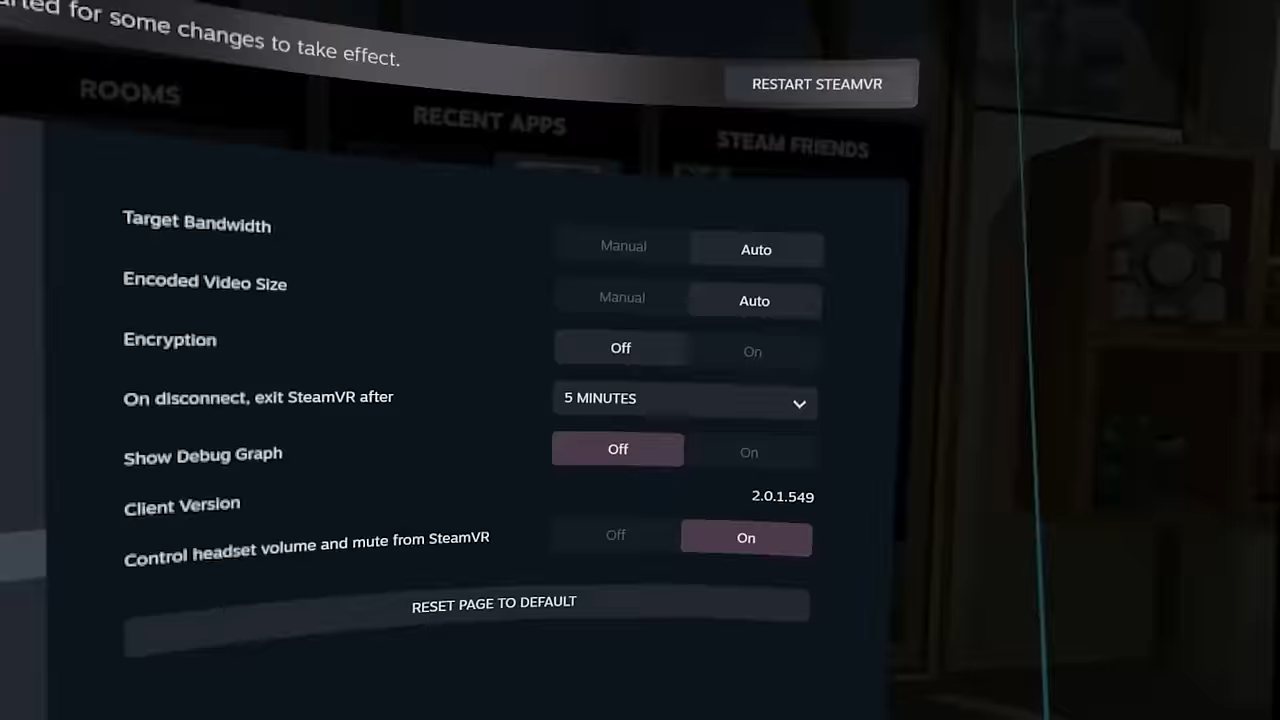 for some changes to take effect.
RESTART STEAMVR
ROOMS
RECENT APPS
STEAM FRIENDS
Target Bandwidth
Manual
Auto
Encoded Video Size
Manual
Auto
Encryption
Off
On
On disconnect, exit SteamVR after
5 MINUTES
Show Debug Graph
Off
On
Client Version
2.0.1.549
Control headset volume and mute from SteamVR
Off
On
RESET PAGE TO DEFAULT